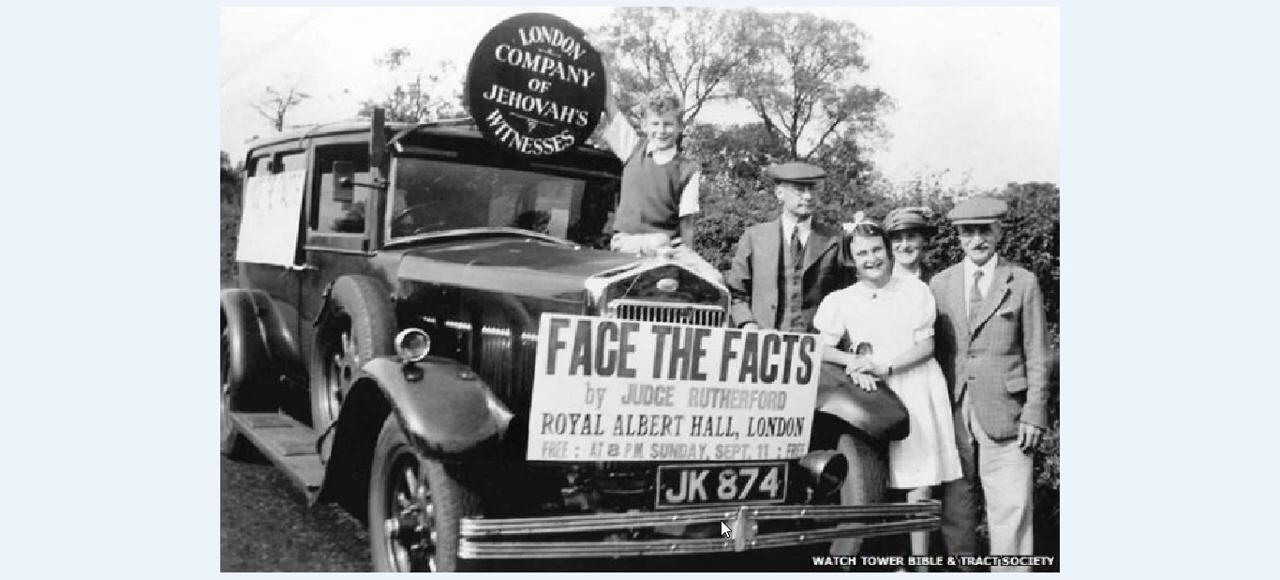 LONDON
COMPANY
OF
JEHOVAH'S
WITNESSES
FACE THE FACTS
by JUDGE RUTHERFORD
ROYAL ALBERT HALL, LONDON
FREE : AT 8 P.M. SUNDAY, SEPT. 11 : FREE
JK 874
WATCH TOWER BIBLE & TRACT SOCIETY